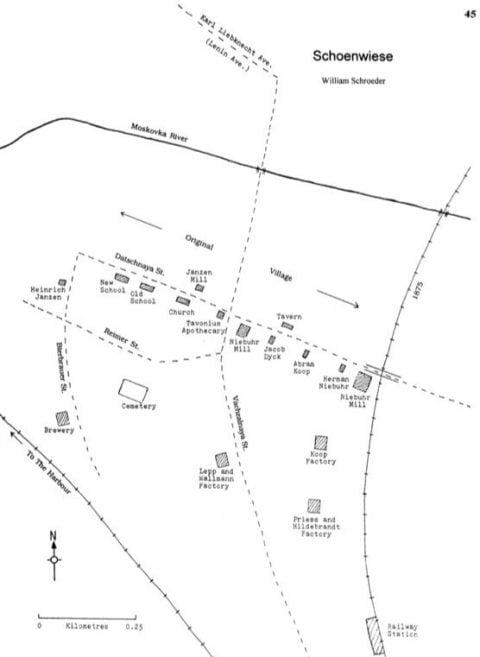 45
Karl Liebknecht Ave.
(Lenin Ave.)
Schoenwiese
William Schroeder
Moskovka River
Original
Village
1875
Datschnaya St.
Heinrich
Jansen
New
School
Old
School
Janzen
Mill
Church
Tavonius
Apothecary
Niebuhr
Mill
Tavern
Jacob
Dyck
Abram
Koop
Herman
Niebuhr
Niebuhr
Mill
Reimer St.
Bierbrauer St.
Cemetery
Brewery
Vachusnaya St.
Lepp and
Wallmann
Factory
Koop
Factory
Priess and
Hildebrandt
Factory
To The Harbour
N
0 Kilometres 0.25
Railway
Station